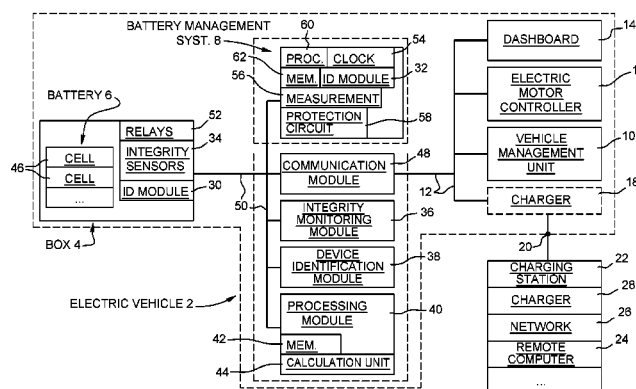 BATTERY MANAGEMENT
SYST. 8
60
54
PROC.
CLOCK
62
MEM.
ID MODULE
32
56
MEASUREMENT
PROTECTION
CIRCUIT
58
BATTERY 6
52
RELAYS
34
46
CELL
CELL
...
INTEGRITY
SENSORS
ID MODULE
30
BOX 4
50
COMMUNICATION
MODULE
48
INTEGRITY
MONITORING
MODULE
36
DEVICE
IDENTIFICATION
MODULE
38
PROCESSING
MODULE
40
42
MEM.
44
CALCULATION UNIT
ELECTRIC VEHICLE 2
12
DASHBOARD
14
ELECTRIC
MOTOR
CONTROLLER
VEHICLE
MANAGEMENT
UNIT
10
CHARGER
18
20
CHARGING
STATION
22
CHARGER
28
NETWORK
26
REMOTE
COMPUTER
24
...